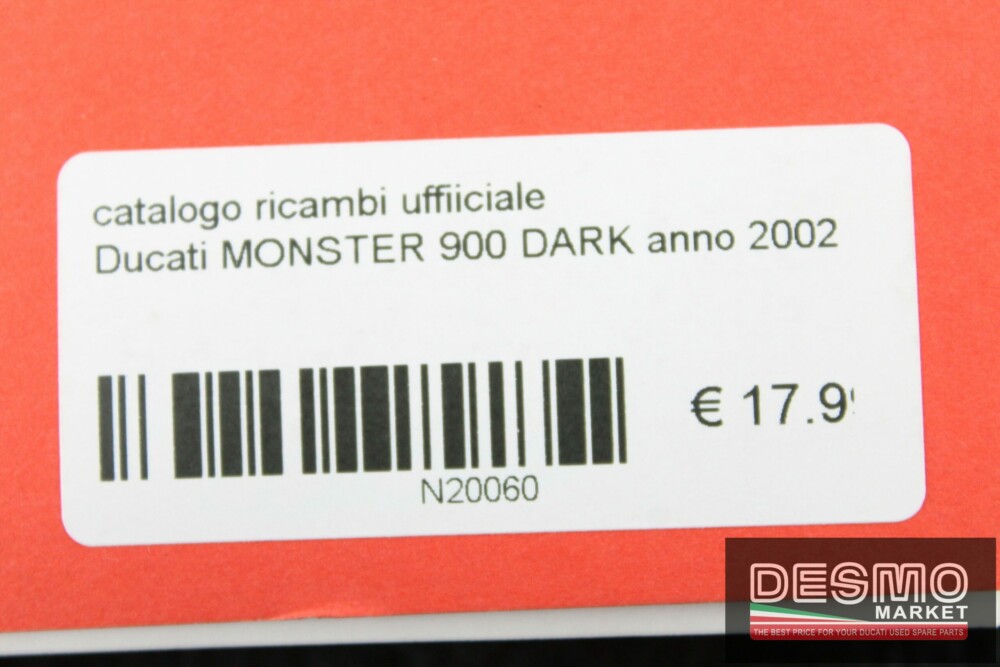 catalogo ricambi uffiiciale
Ducati MONSTER 900 DARK anno 2002
€ 17.9
N20060
DESMO
MARKET
THE BEST PRICE FOR YOUR DUCATI USED SPARE PARTS